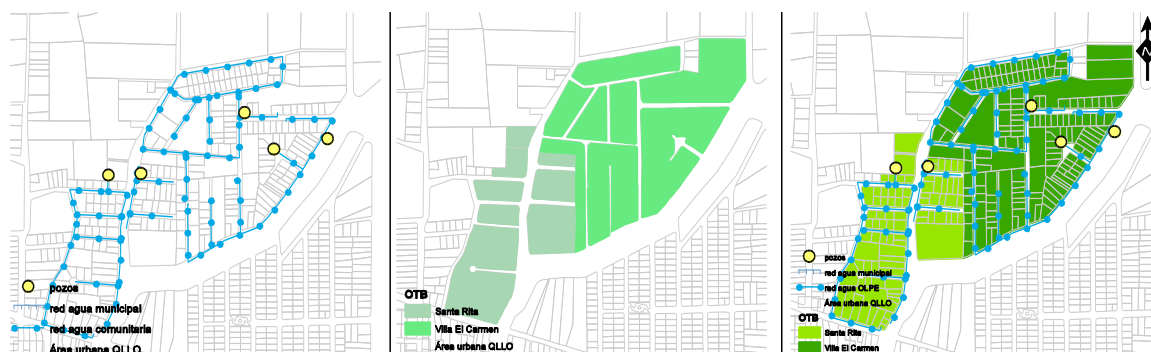 pozos
red agua municipal
red agua comunitaria
Área urbana QLLO
OTB
Santa Rita
Villa El Carmen
Área urbana QLLO
N
pozos
red agua municipal
red agua OLPE
Área urbana QLLO
OTB
Santa Rita
Villa El Carmen